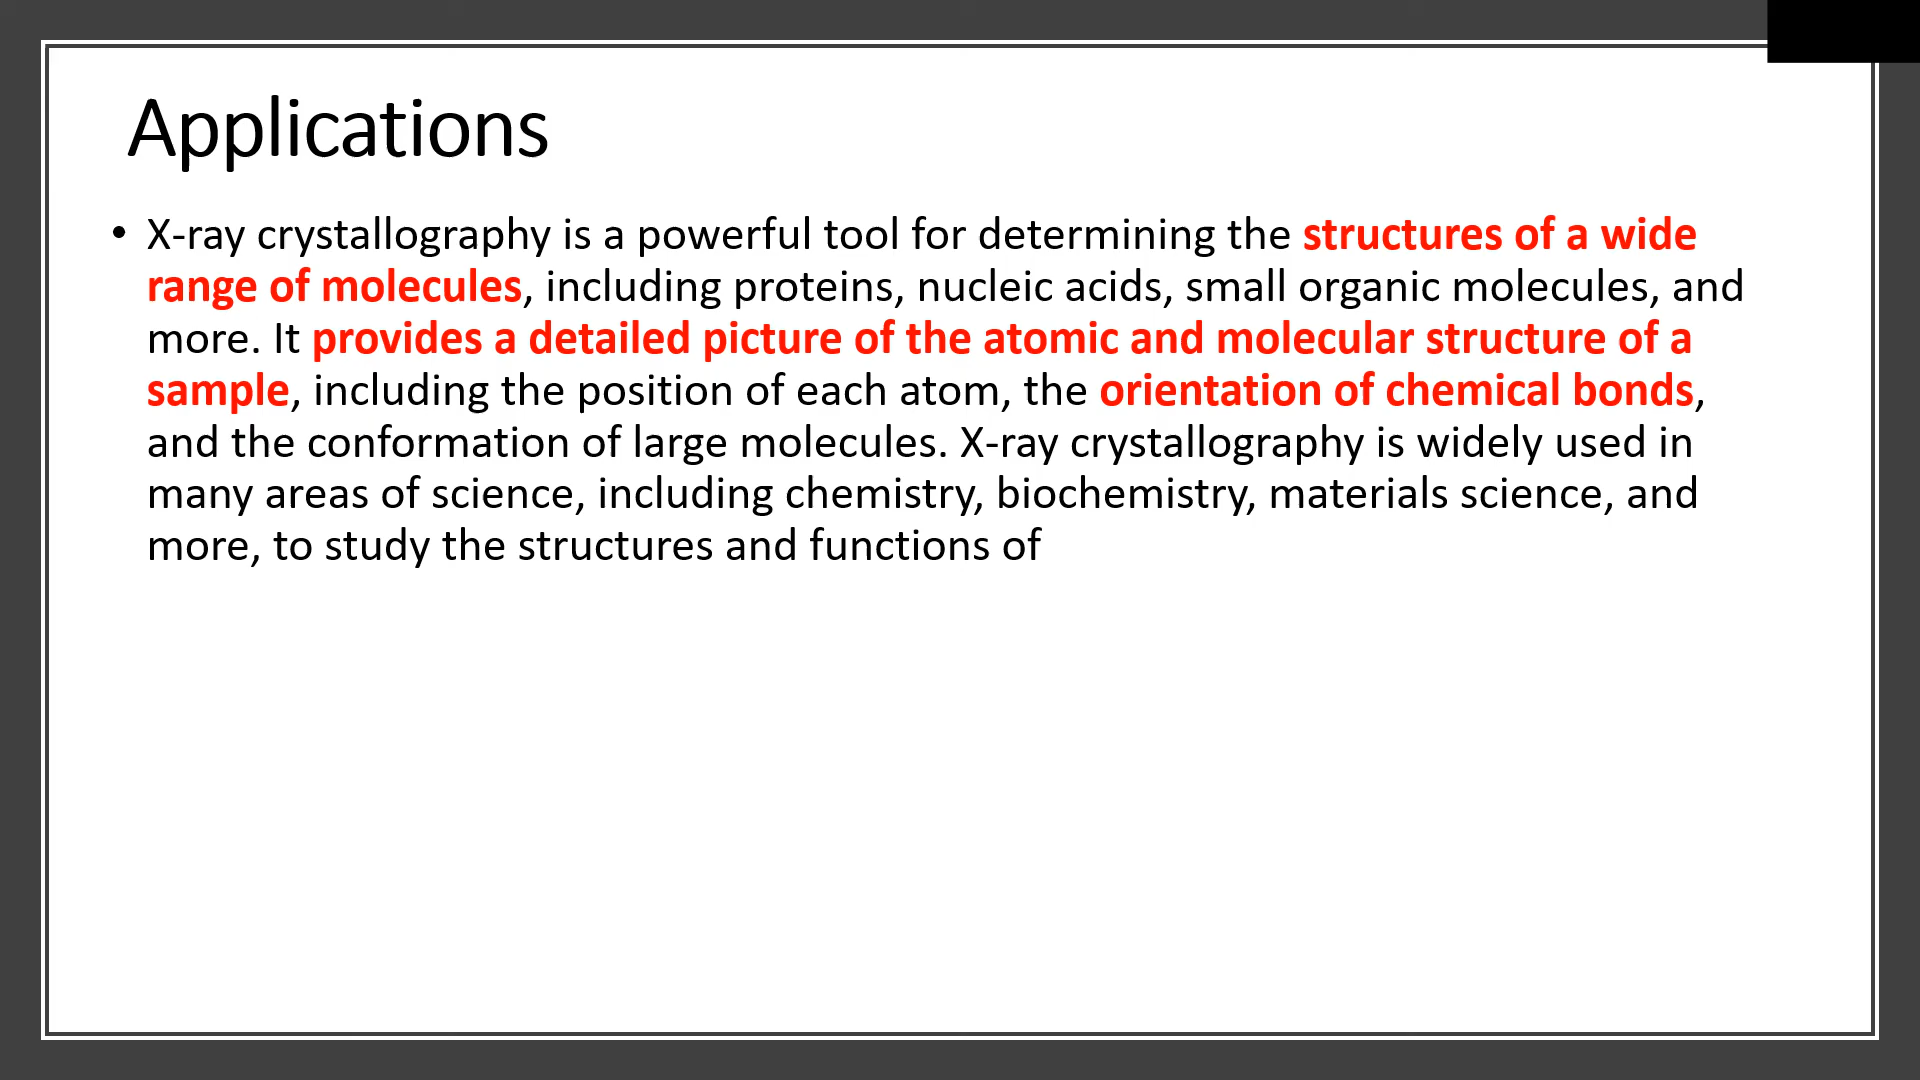 Applications
• X-ray crystallography is a powerful tool for determining the structures of a wide
range of molecules, including proteins, nucleic acids, small organic molecules, and
more. It provides a detailed picture of the atomic and molecular structure of a
sample, including the position of each atom, the orientation of chemical bonds,
and the conformation of large molecules. X-ray crystallography is widely used in
many areas of science, including chemistry, biochemistry, materials science, and
more, to study the structures and functions of